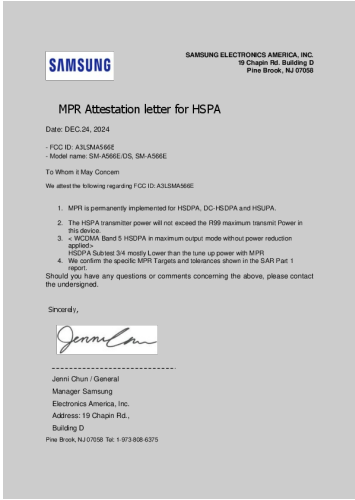 SAMSUNG
SAMSUNG ELECTRONICS AMERICA, INC.
19 Chapin Rd. Building D
Pine Brook, NJ 07058
MPR Attestation letter for HSPA
Date: DEC.24, 2024
- FCC ID: A3LSMA566E
- Model name: SM-A566E/DS, SM-A566E
To Whom it May Concern
We attest the following regarding FCC ID: A3LSMA566E
1. MPR is permanently implemented for HSDPA, DC-HSDPA and HSUPA.
2. The HSPA transmitter power will not exceed the R99 maximum transmit Power in
this device.
3. < WCDMA Band 5 HSDPA in maximum output mode without power reduction
applied>
HSDPA Subtest 3/4 mostly Lower than the tune up power with MPR
4. We confirm the specific MPR Targets and tolerances shown in the SAR Part 1
report.
Should you have any questions or comments concerning the above, please contact
the undersigned.
Sincerely,
Jenni Chun
Jenni Chun / General
Manager Samsung
Electronics America, Inc.
Address: 19 Chapin Rd.,
Building D
Pine Brook, NJ 07058 Tel: 1-973-808-6375